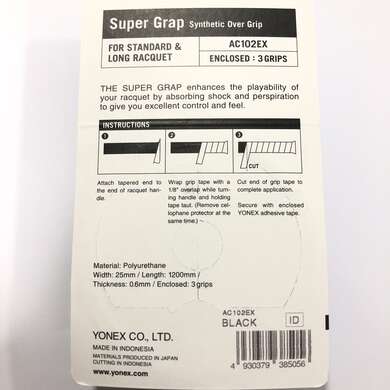 Super Grap Synthetic Over Grip
FOR STANDARD &
LONG RACQUET
AC102EX
ENCLOSED : 3 GRIPS
THE SUPER GRAP enhances the playability of
your racquet by absorbing shock and perspiration
to give you excellent control and feel.
INSTRUCTIONS
1
2
3
CUT
Attach tapered end to
the end of racquet han-
dle.
Wrap grip tape with a
1/8" overlap while turn-
ing handle and holding
tape taut. (Remove cel-
lophane protector at the
same time.) ~
Cut end of grip tape to
complete application.
Secure with enclosed
YONEX adhesive tape.
Material: Polyurethane
Width: 25mm / Length: 1200mm /
Thickness: 0.6mm / Enclosed: 3 grips
AC102EX
BLACK
ID
YONEX CO., LTD.
MADE IN INDONESIA
MATERIALS PRODUCED IN JAPAN
CUTTING IN INDONESIA
www.yonex.com
4 930379 385056